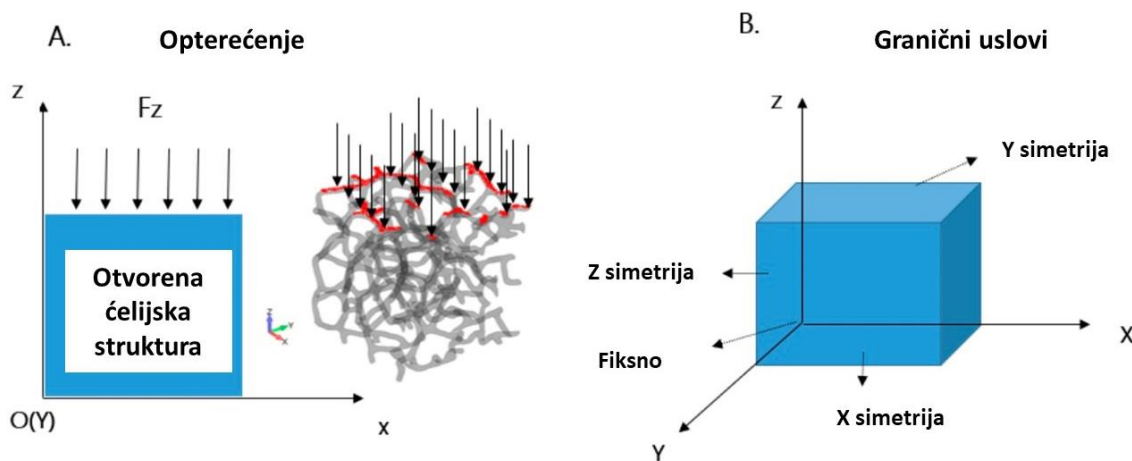 A.
Opterećenje
z
Fz
Otvorena
ćelijska
struktura
O(Y)
x
z
Y
X
B.
Granični uslovi
Z
Y simetrija
Z simetrija
Fiksno
X
X simetrija
Y